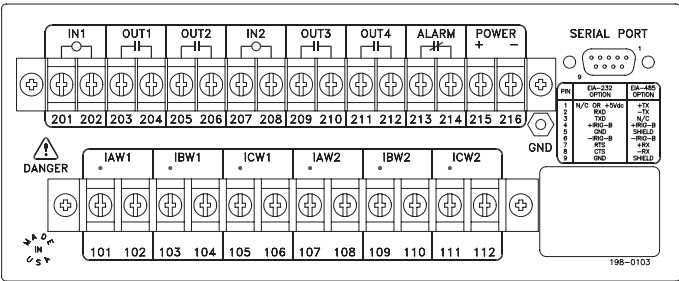 IN1 OUT1 OUT2 IN2 OUT3 OUT4 ALARM POWER
+ −
201 202 203 204 205 206 207 208 209 210 211 212 213 214 215 216
GND
SERIAL PORT
1
9
PIN EIA-232 OPTION EIA-485 OPTION
1 N/C OR +5Vdc +TX
2 RXD -TX
3 TXD N/C
4 +IRIG-B +IRIG-B
5 GND SHIELD
6 -IRIG-B -IRIG-B
7 RTS +RX
8 CTS -RX
9 GND SHIELD
DANGER
IAW1 IBW1 ICW1 IAW2 IBW2 ICW2
101 102 103 104 105 106 107 108 109 110 111 112
MADE
IN
USA
198-0103